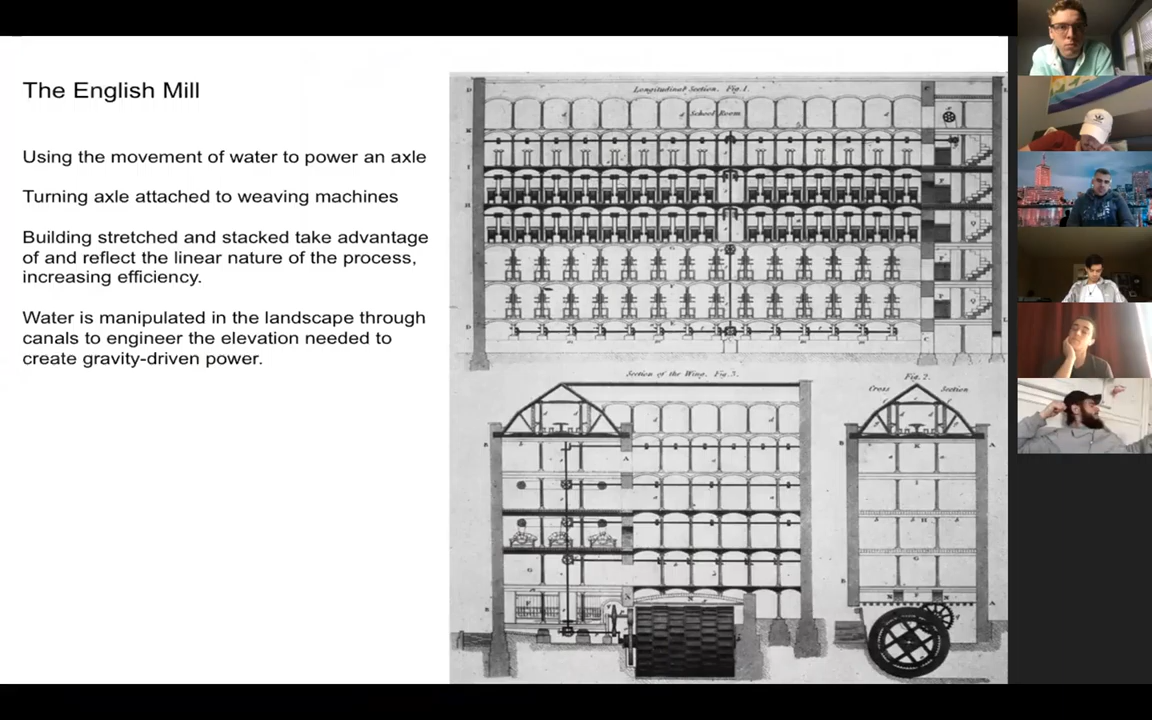 The English Mill
Using the movement of water to power an axle
Turning axle attached to weaving machines
Building stretched and stacked take advantage
of and reflect the linear nature of the process,
increasing efficiency.
Water is manipulated in the landscape through
canals to engineer the elevation needed to
create gravity-driven power.
Longitudinal Section. Fig. 1.
School Room
Section of the Wing. Fig. 3.
Fig. 2.
Cross Section